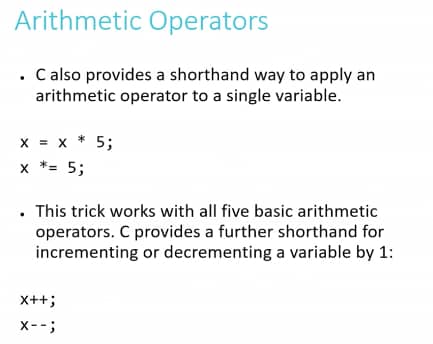 Arithmetic Operators
• C also provides a shorthand way to apply an
arithmetic operator to a single variable.
x = x * 5;
x *= 5;
• This trick works with all five basic arithmetic
operators. C provides a further shorthand for
incrementing or decrementing a variable by 1:
x++;
x--;